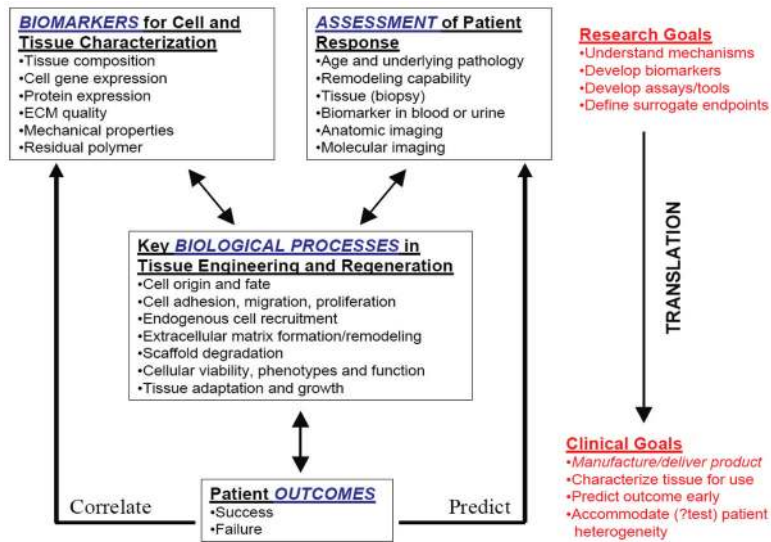 BIOMARKERS for Cell and
Tissue Characterization
•Tissue composition
•Cell gene expression
•Protein expression
•ECM quality
•Mechanical properties
•Residual polymer
ASSESSMENT of Patient
Response
•Age and underlying pathology
•Remodeling capability
•Tissue (biopsy)
•Biomarker in blood or urine
•Anatomic imaging
•Molecular imaging
Research Goals
•Understand mechanisms
•Develop biomarkers
•Develop assays/tools
•Define surrogate endpoints
Key BIOLOGICAL PROCESSES in
Tissue Engineering and Regeneration
•Cell origin and fate
•Cell adhesion, migration, proliferation
•Endogenous cell recruitment
•Extracellular matrix formation/remodeling
•Scaffold degradation
•Cellular viability, phenotypes and function
•Tissue adaptation and growth
TRANSLATION
Patient OUTCOMES
•Success
•Failure
Correlate
Predict
Clinical Goals
•Manufacture/deliver product
•Characterize tissue for use
•Predict outcome early
•Accommodate (?test) patient
heterogeneity